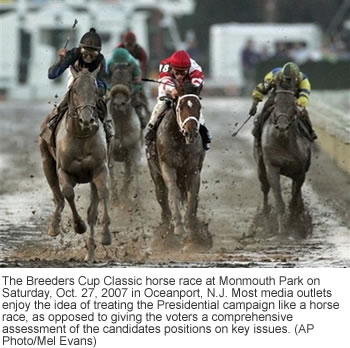 The Breeders Cup Classic horse race at Monmouth Park on
Saturday, Oct. 27, 2007 in Oceanport, N.J. Most media outlets
enjoy the idea of treating the Presidential campaign like a horse
race, as opposed to giving the voters a comprehensive
assessment of the candidates positions on key issues. (AP
Photo/Mel Evans)